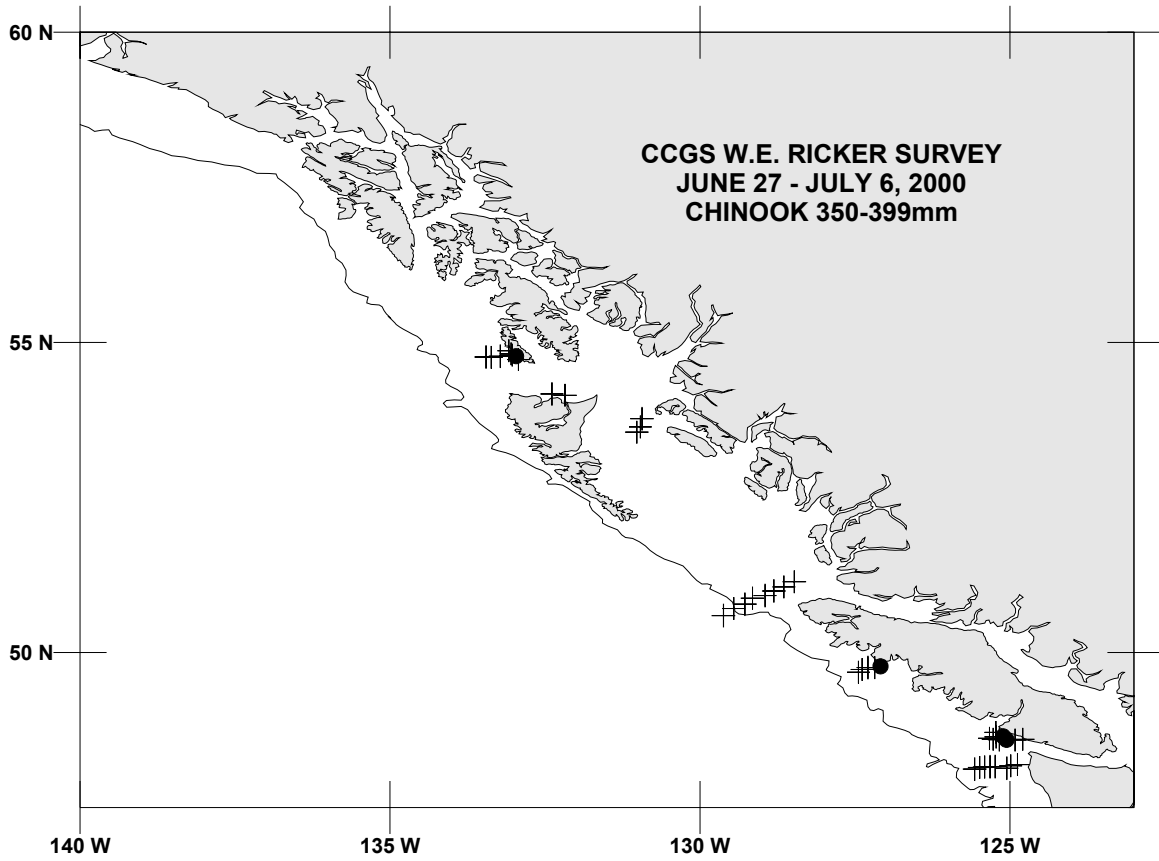 60 N
CCGS W.E. RICKER SURVEY
JUNE 27 - JULY 6, 2000
CHINOOK 350-399mm
55 N
50 N
140 W
135 W
130 W
125 W